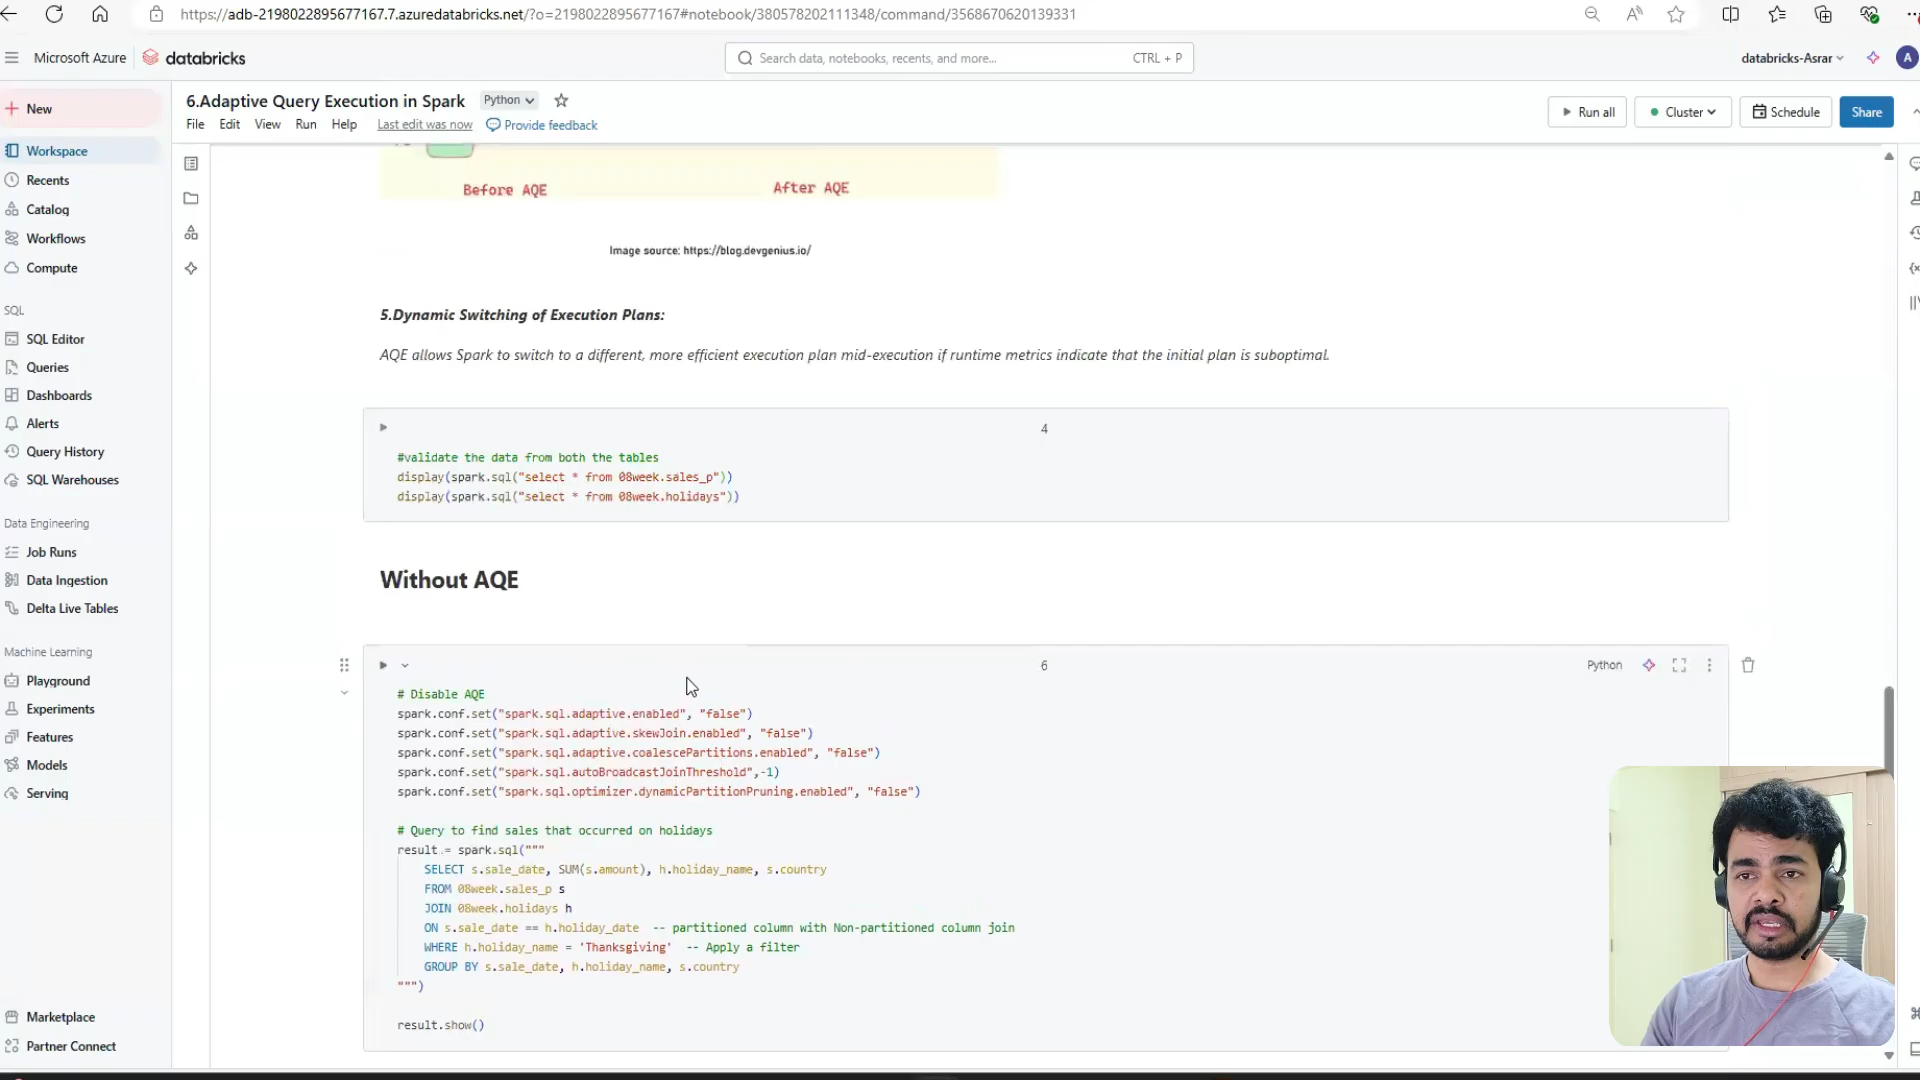 https://adb-2198022895677167.7.azuredatabricks.net/?o=2198022895677167#notebook/380578202111348/command/3568670620139331
Microsoft Azure databricks
Search data, notebooks, recents, and more... CTRL + P
databricks-Asrar
A
New
Workspace
Recents
Catalog
Workflows
Compute
SQL
SQL Editor
Queries
Dashboards
Alerts
Query History
SQL Warehouses
Data Engineering
Job Runs
Data Ingestion
Delta Live Tables
Machine Learning
Playground
Experiments
Features
Models
Serving
Marketplace
Partner Connect
6.Adaptive Query Execution in Spark Python
File Edit View Run Help Last edit was now Provide feedback
Run all Cluster Schedule Share
Before AQE After AQE
Image source: https://blog.devgenius.io/
5.Dynamic Switching of Execution Plans:
AQE allows Spark to switch to a different, more efficient execution plan mid-execution if runtime metrics indicate that the initial plan is suboptimal.
4
#validate the data from both the tables
display(spark.sql("select * from 08week.sales_p"))
display(spark.sql("select * from 08week.holidays"))
Without AQE
6
Python
# Disable AQE
spark.conf.set("spark.sql.adaptive.enabled", "false")
spark.conf.set("spark.sql.adaptive.skewJoin.enabled", "false")
spark.conf.set("spark.sql.adaptive.coalescePartitions.enabled", "false")
spark.conf.set("spark.sql.autoBroadcastJoinThreshold",-1)
spark.conf.set("spark.sql.optimizer.dynamicPartitionPruning.enabled", "false")
# Query to find sales that occurred on holidays
result = spark.sql("""
SELECT s.sale_date, SUM(s.amount), h.holiday_name, s.country
FROM 08week.sales_p s
JOIN 08week.holidays h
ON s.sale_date == h.holiday_date -- partitioned column with Non-partitioned column join
WHERE h.holiday_name = 'Thanksgiving' -- Apply a filter
GROUP BY s.sale_date, h.holiday_name, s.country
""")
result.show()